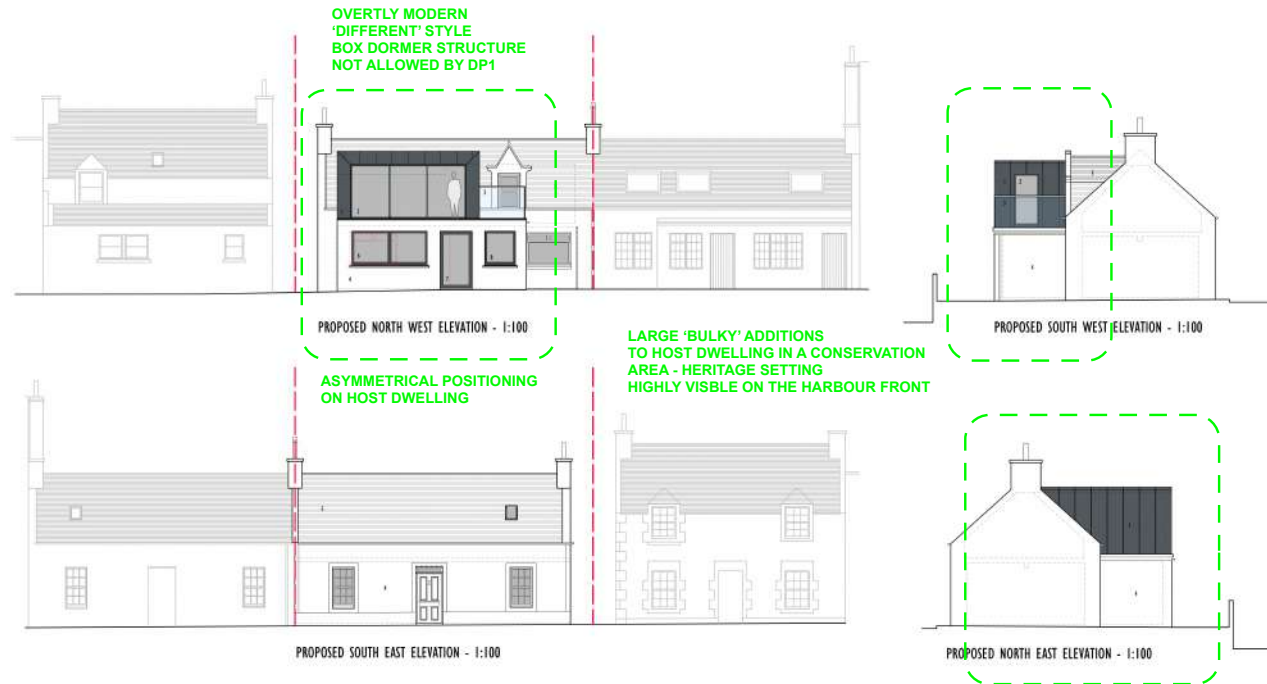 OVERTLY MODERN
'DIFFERENT' STYLE
BOX DORMER STRUCTURE
NOT ALLOWED BY DP1
PROPOSED NORTH WEST ELEVATION - 1:100
PROPOSED SOUTH WEST ELEVATION - 1:100
ASYMMETRICAL POSITIONING
ON HOST DWELLING
LARGE 'BULKY' ADDITIONS
TO HOST DWELLING IN A CONSERVATION
AREA - HERITAGE SETTING
HIGHLY VISBLE ON THE HARBOUR FRONT
PROPOSED SOUTH EAST ELEVATION - 1:100
PROPOSED NORTH EAST ELEVATION - 1:100